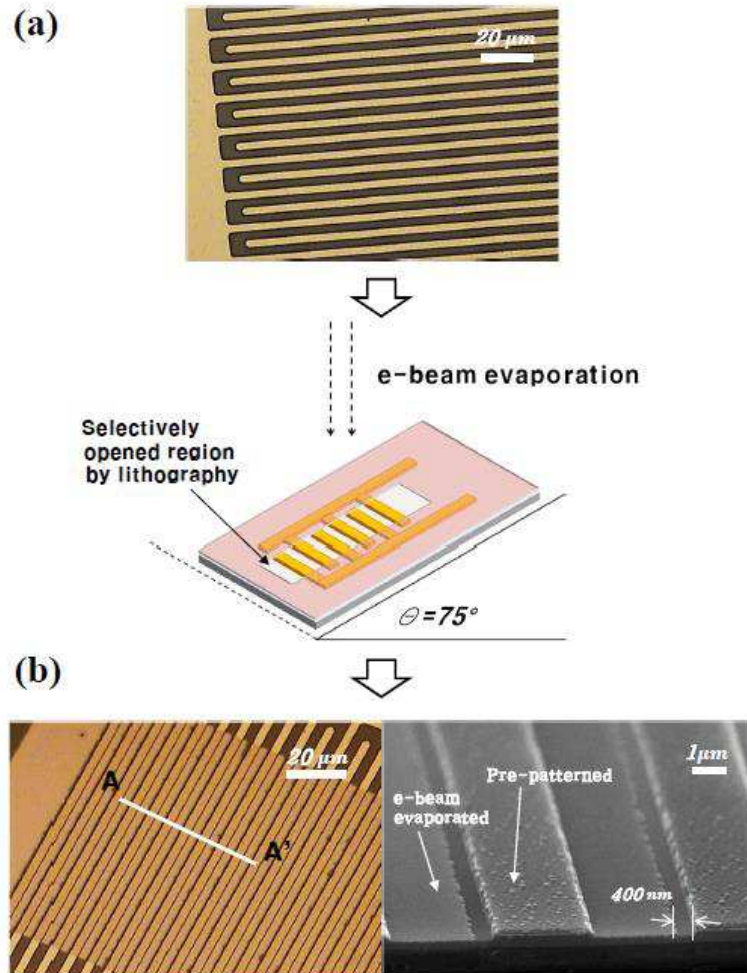 (a)
20 μm
e-beam evaporation
Selectively
opened region
by lithography
Θ=75°
(b)
20 μm
A
A'
1μm
Pre-patterned
e-beam
evaporated
400 nm